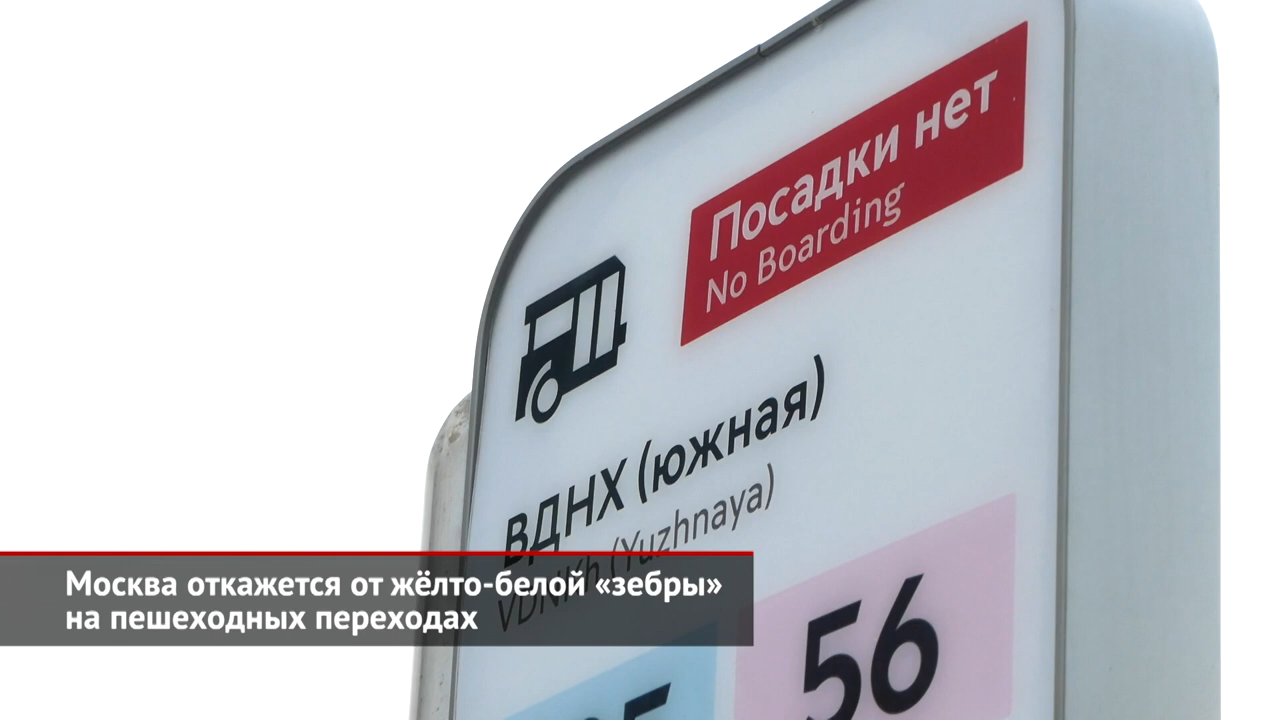 Посадки нет
No Boarding
ВДНХ (южная)
VDNKh (Yuzhnaya)
56
Москва откажется от жёлто-белой «зебры»
на пешеходных переходах